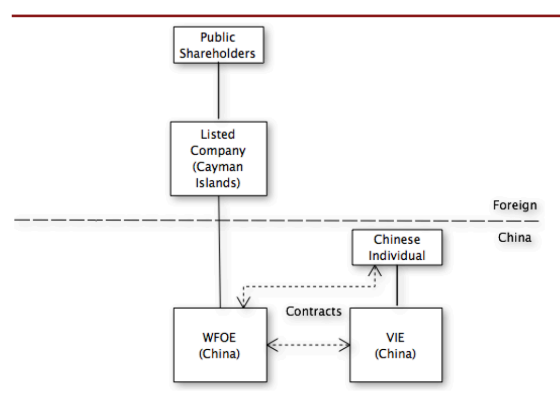 Public
Shareholders
Listed
Company
(Cayman
Islands)
Foreign
China
Chinese
Individual
Contracts
WFOE
(China)
VIE
(China)